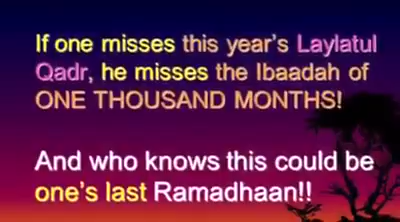 If one misses this year's Laylatul
Qadr, he misses the Ibaadah of
ONE THOUSAND MONTHS!
And who knows this could be
one's last Ramadhaan!!